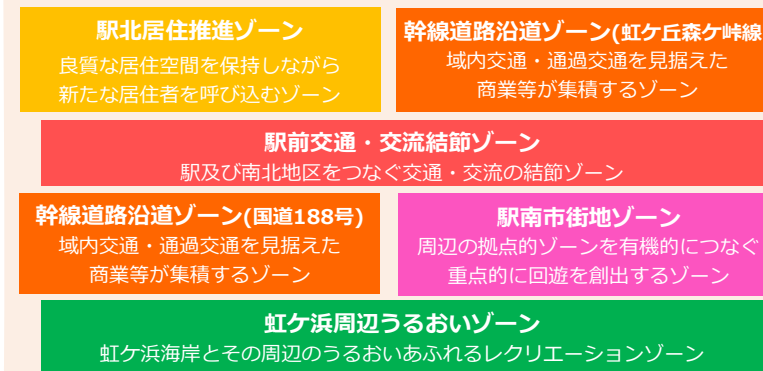 駅北居住推進ゾーン
良質な居住空間を保持しながら
新たな居住者を呼び込むゾーン
幹線道路沿道ゾーン(虹ケ丘森ケ峠線
域内交通・通過交通を見据えた
商業等が集積するゾーン
駅前交通・交流結節ゾーン
駅及び南北地区をつなぐ交通・交流の結節ゾーン
幹線道路沿道ゾーン(国道188号)
域内交通・通過交通を見据えた
商業等が集積するゾーン
駅南市街地ゾーン
周辺の拠点的ゾーンを有機的につなぐ
重点的に回遊を創出するゾーン
虹ケ浜周辺うるおいゾーン
虹ケ浜海岸とその周辺のうるおいあふれるレクリエーションゾーン